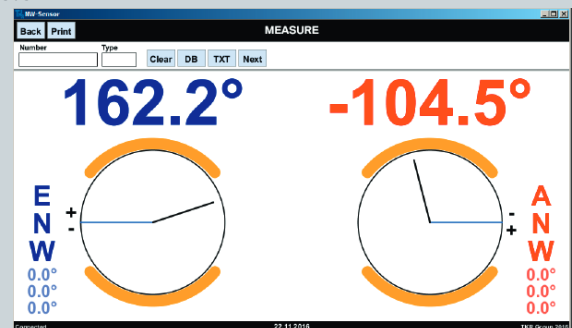 MW-Sensor
Back Print MEASURE
Number Type
Clear DB TXT Next
162.2° -104.5°
E
N
W
+
-
0.0°
0.0°
0.0°
A
N
W
-
+
0.0°
0.0°
0.0°
Connected 22.11.2016 TKR Group 2016